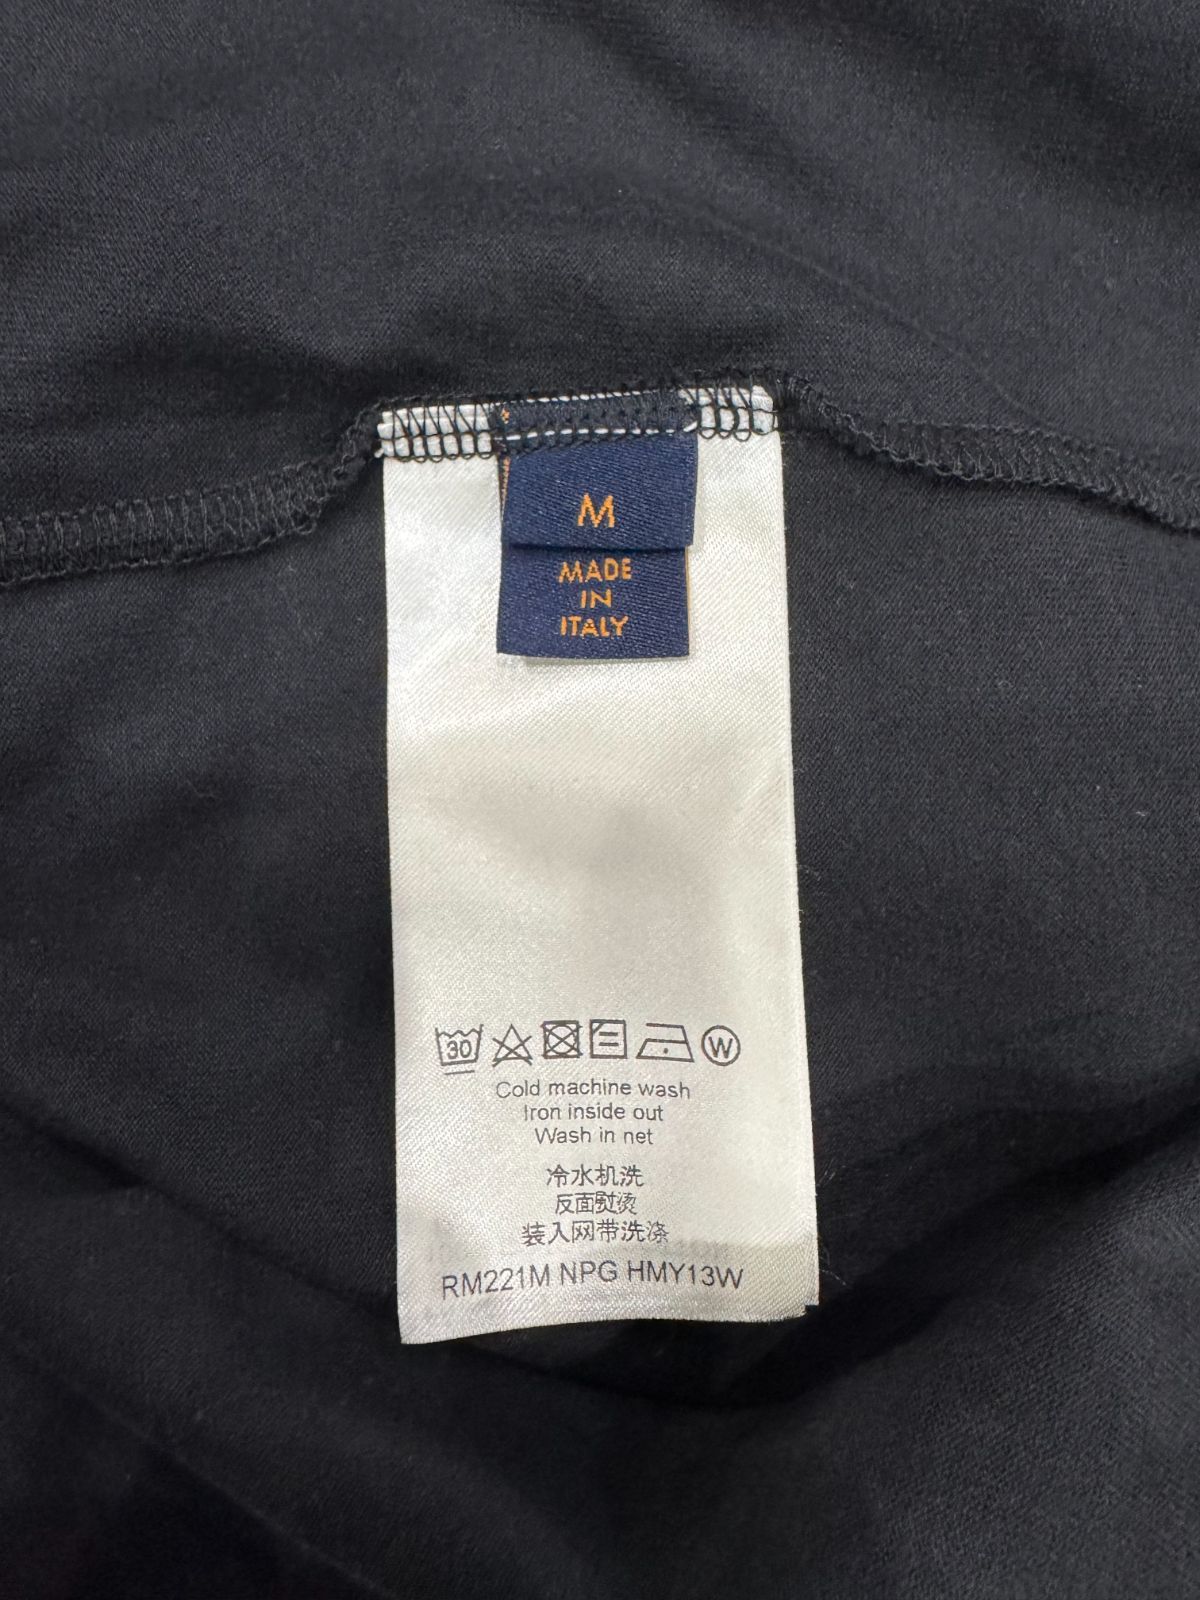 M
MADE
IN
ITALY
30
W
Cold machine wash
Iron inside out
Wash in net
冷水机洗
反面熨烫
装入网带洗涤
RM221M NPG HMY13W